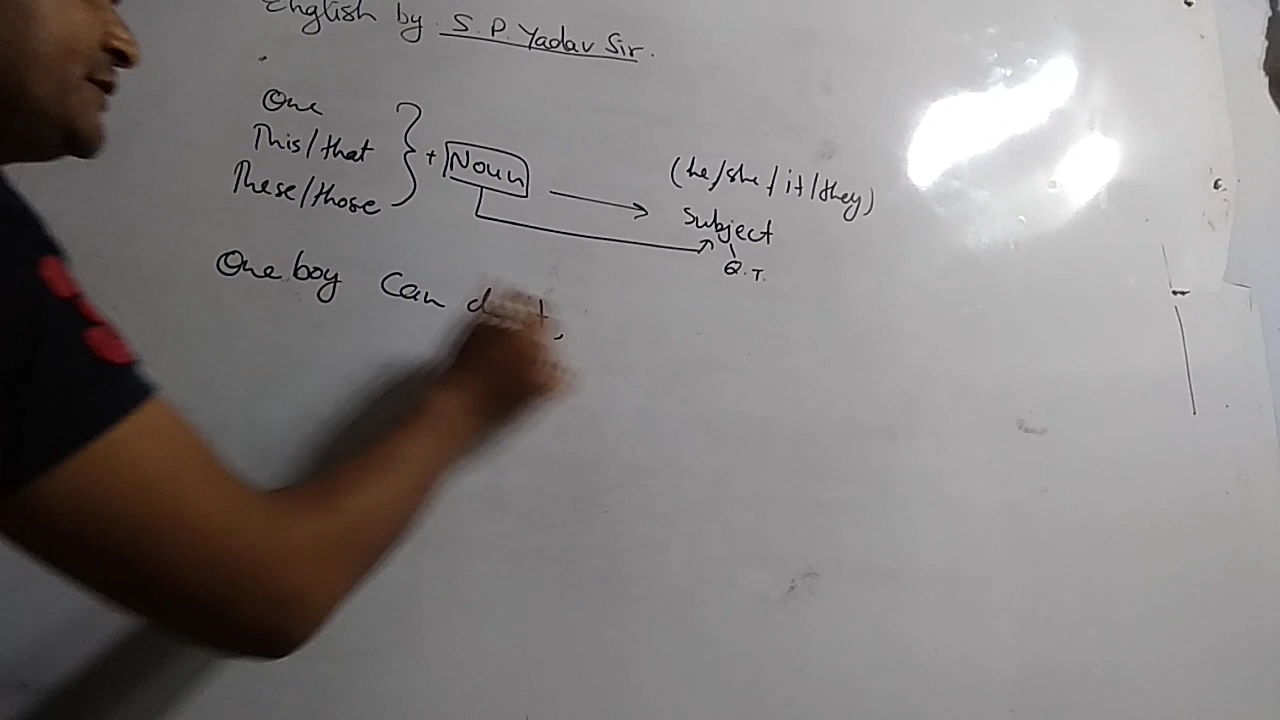 English by S. P. Yadav Sir.
One
This/that
These/those
+ Noun
(he/she/it/they)
Subject
Q.T.
One boy can